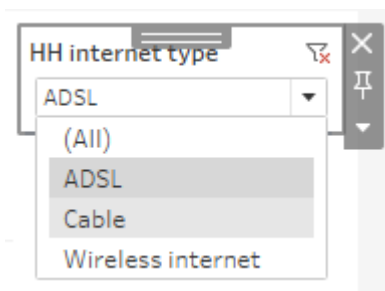 HH internet type
ADSL
(All)
ADSL
Cable
Wireless internet